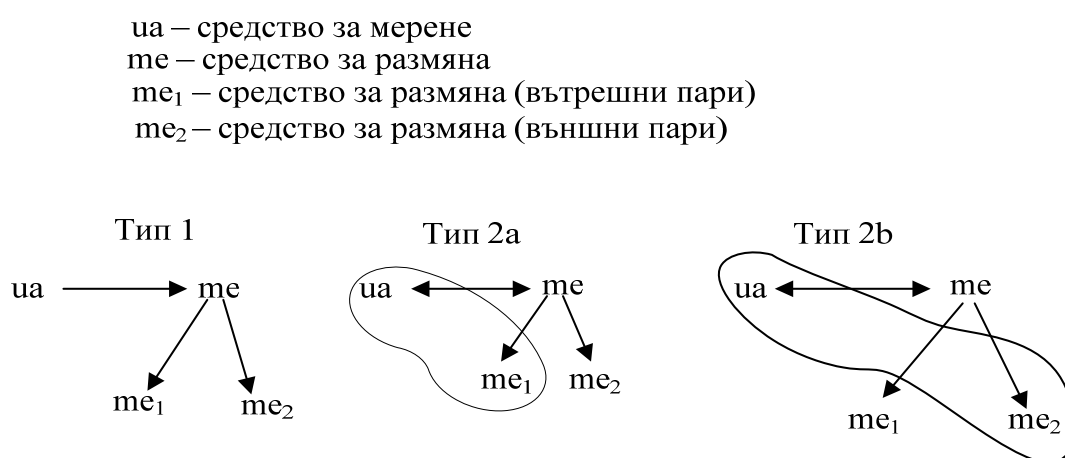 ua – средство за мерене
me – средство за размяна
me₁ – средство за размяна (вътрешни пари)
me₂ – средство за размяна (външни пари)
Тип 1
Тип 2a
Тип 2b
ua me
ua me
ua me
me₁ me₂
me₁ me₂
me₁ me₂